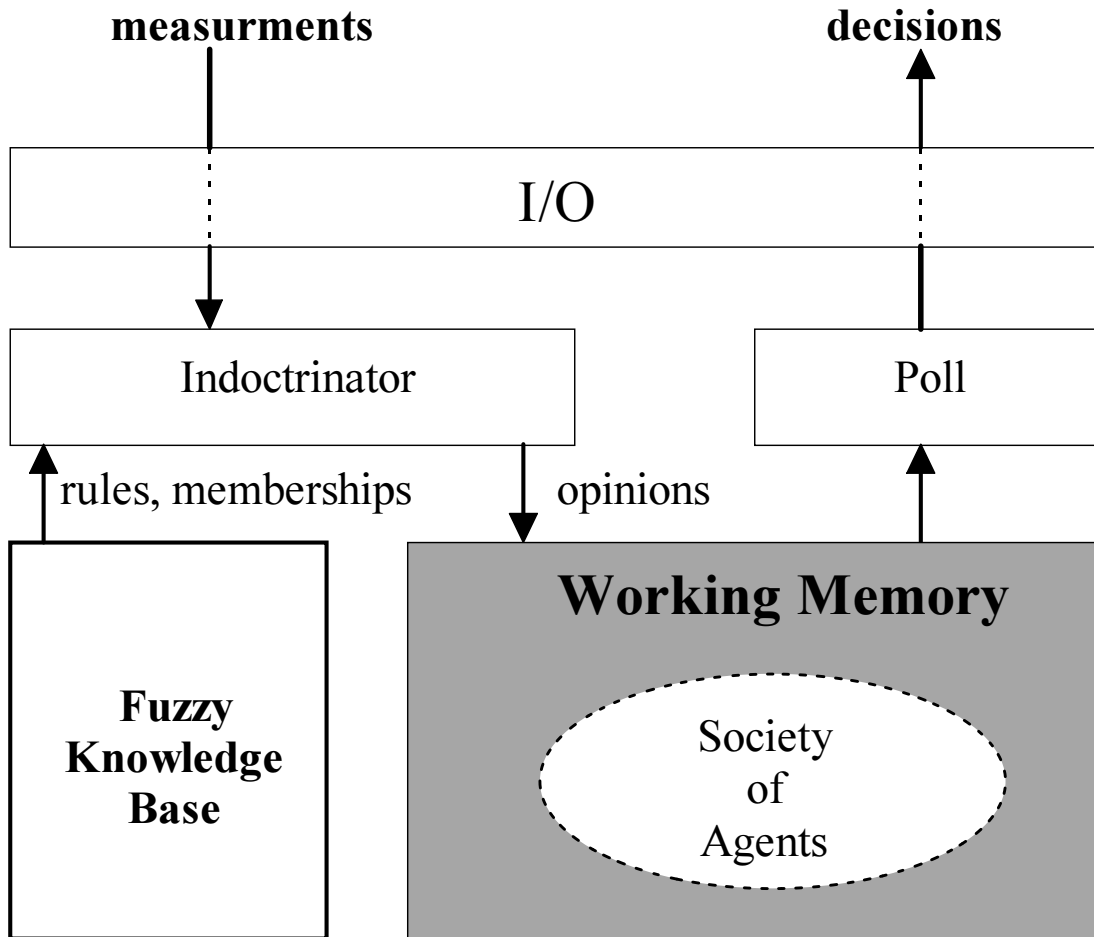 measurments
decisions
I/O
Indoctrinator
Poll
rules, memberships
opinions
Working Memory
Fuzzy
Knowledge
Base
Society
of
Agents